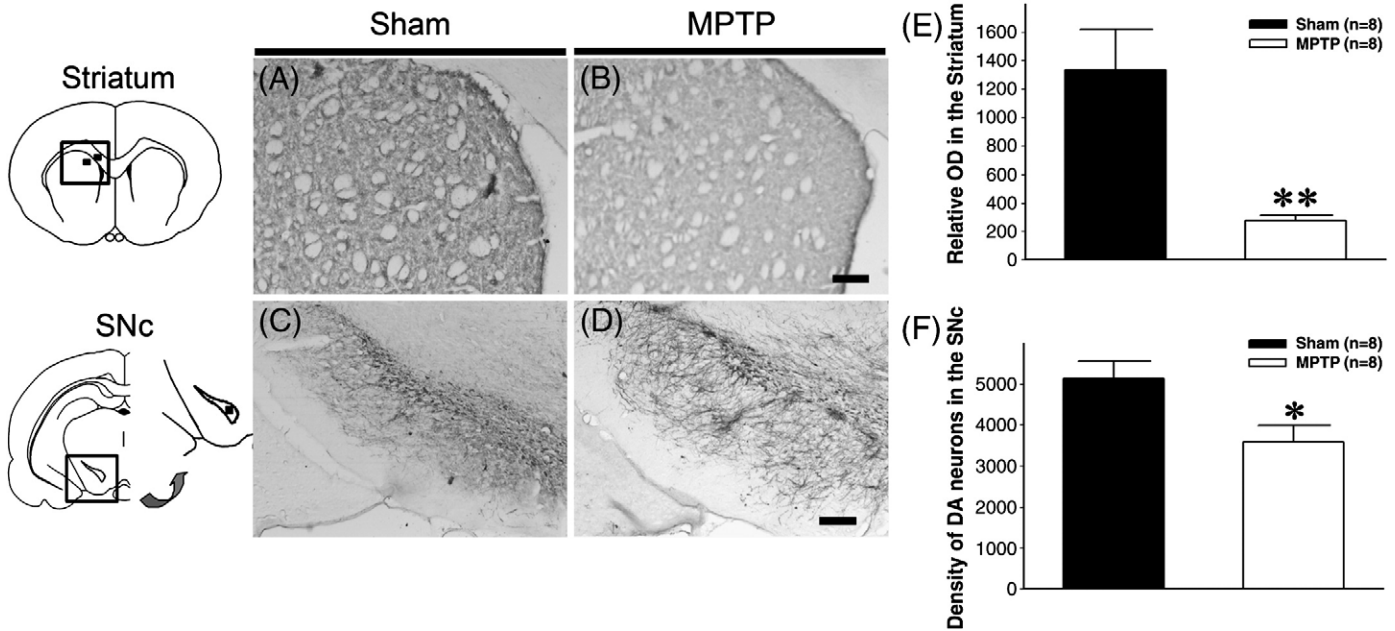 Sham MPTP
Striatum
(A) (B)
SNc
(C) (D)
(E)
Relative OD in the Striatum
1600
1400
1200
1000
800
600
400
200
0
Sham (n=8)
MPTP (n=8)
**
(F)
Density of DA neurons in the SNc
5000
4000
3000
2000
1000
0
Sham (n=8)
MPTP (n=8)
*